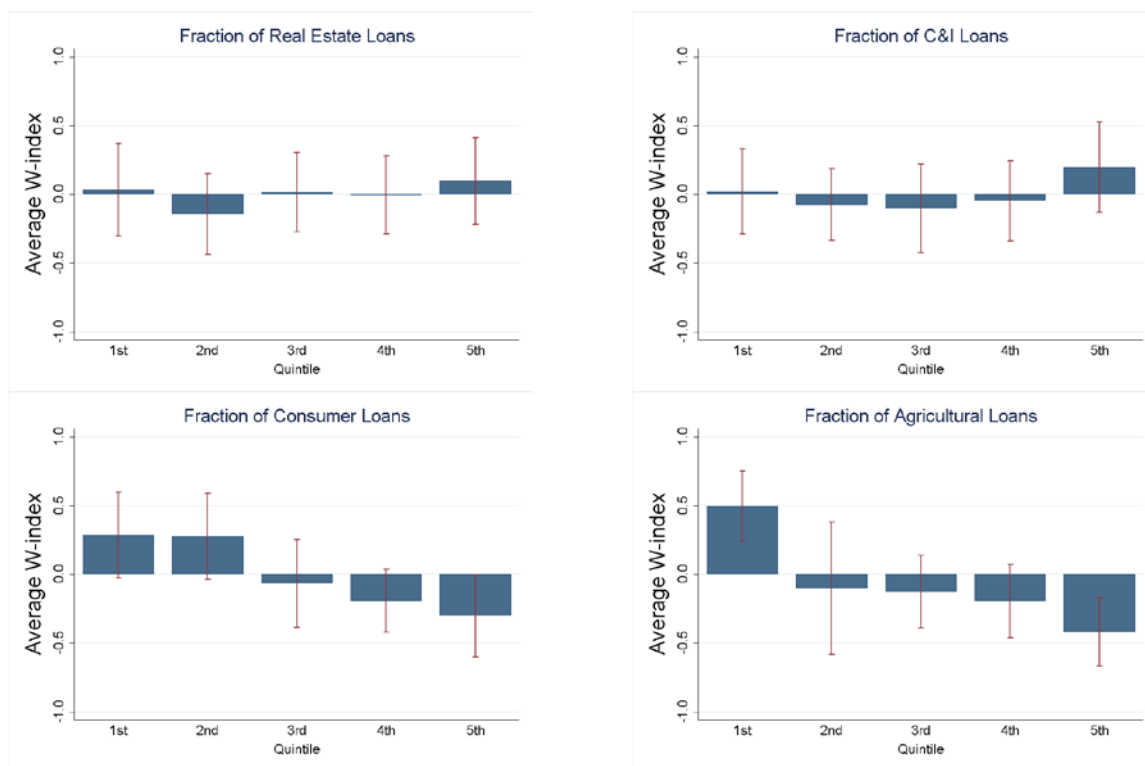 Fraction of Real Estate Loans
Average W-index
1.0
0.5
0.0
-0.5
-1.0
1st 2nd 3rd 4th 5th
Quintile
Fraction of C&I Loans
Average W-index
1.0
0.5
0.0
-0.5
-1.0
1st 2nd 3rd 4th 5th
Quintile
Fraction of Consumer Loans
Average W-index
1.0
0.5
0.0
-0.5
-1.0
1st 2nd 3rd 4th 5th
Quintile
Fraction of Agricultural Loans
Average W-index
1.0
0.5
0.0
-0.5
-1.0
1st 2nd 3rd 4th 5th
Quintile